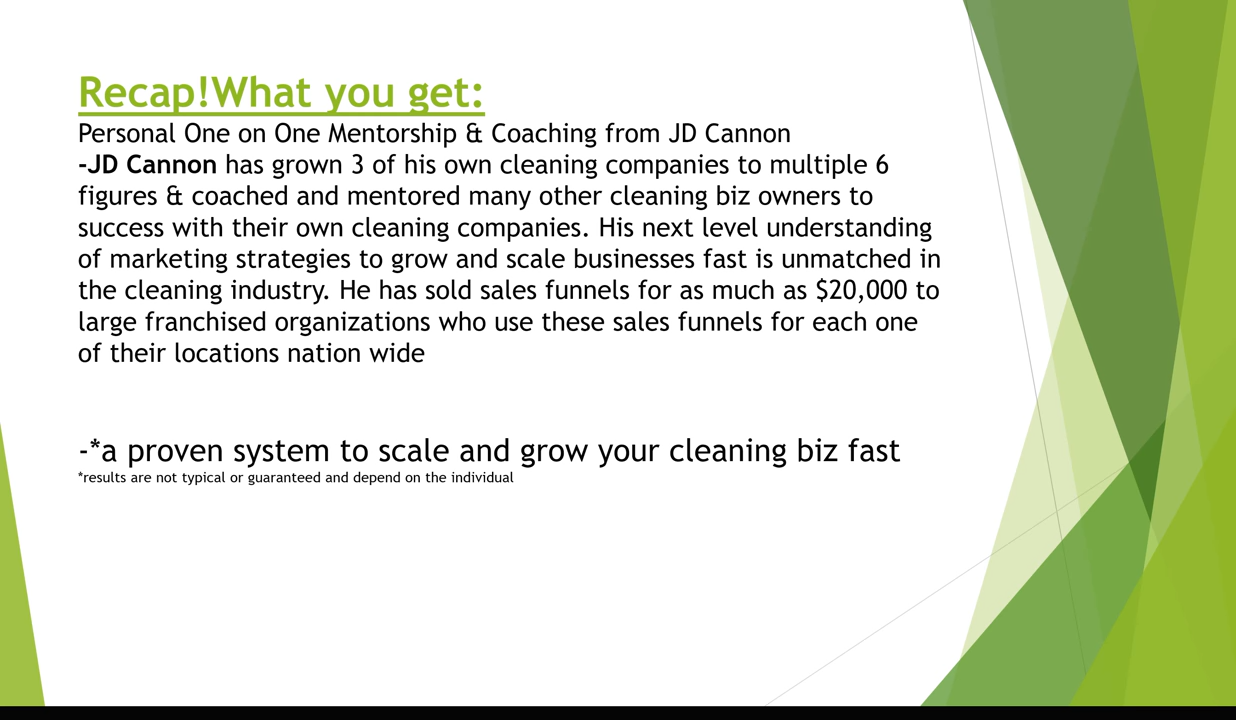 Recap!What you get:
Personal One on One Mentorship & Coaching from JD Cannon
-JD Cannon has grown 3 of his own cleaning companies to multiple 6
figures & coached and mentored many other cleaning biz owners to
success with their own cleaning companies. His next level understanding
of marketing strategies to grow and scale businesses fast is unmatched in
the cleaning industry. He has sold sales funnels for as much as $20,000 to
large franchised organizations who use these sales funnels for each one
of their locations nation wide
-*a proven system to scale and grow your cleaning biz fast
*results are not typical or guaranteed and depend on the individual